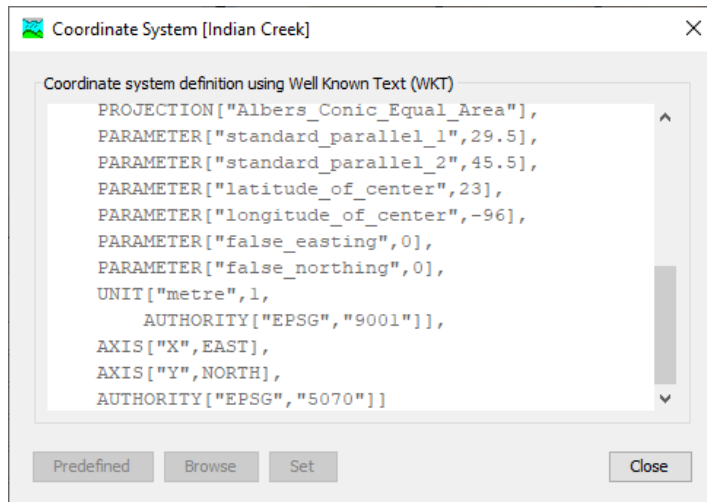 Coordinate System [Indian Creek]
Coordinate system definition using Well Known Text (WKT)
PROJECTION["Albers_Conic_Equal_Area"],
PARAMETER["standard_parallel_1",29.5],
PARAMETER["standard_parallel_2",45.5],
PARAMETER["latitude_of_center",23],
PARAMETER["longitude_of_center",-96],
PARAMETER["false_easting",0],
PARAMETER["false_northing",0],
UNIT["metre",1,
AUTHORITY["EPSG","9001"]],
AXIS["X",EAST],
AXIS["Y",NORTH],
AUTHORITY["EPSG","5070"]]
Predefined Browse Set Close